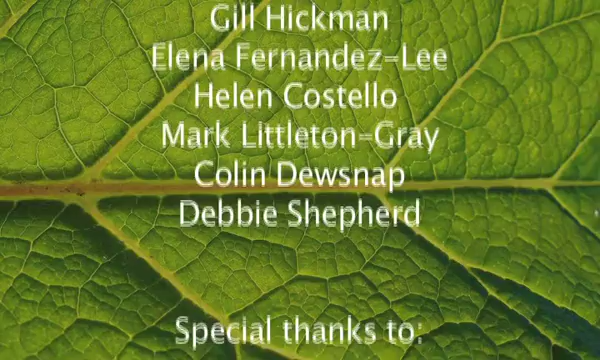 Gill Hickman
Elena Fernandez-Lee
Helen Costello
Mark Littleton-Gray
Colin Dewsnap
Debbie Shepherd
Special thanks to: